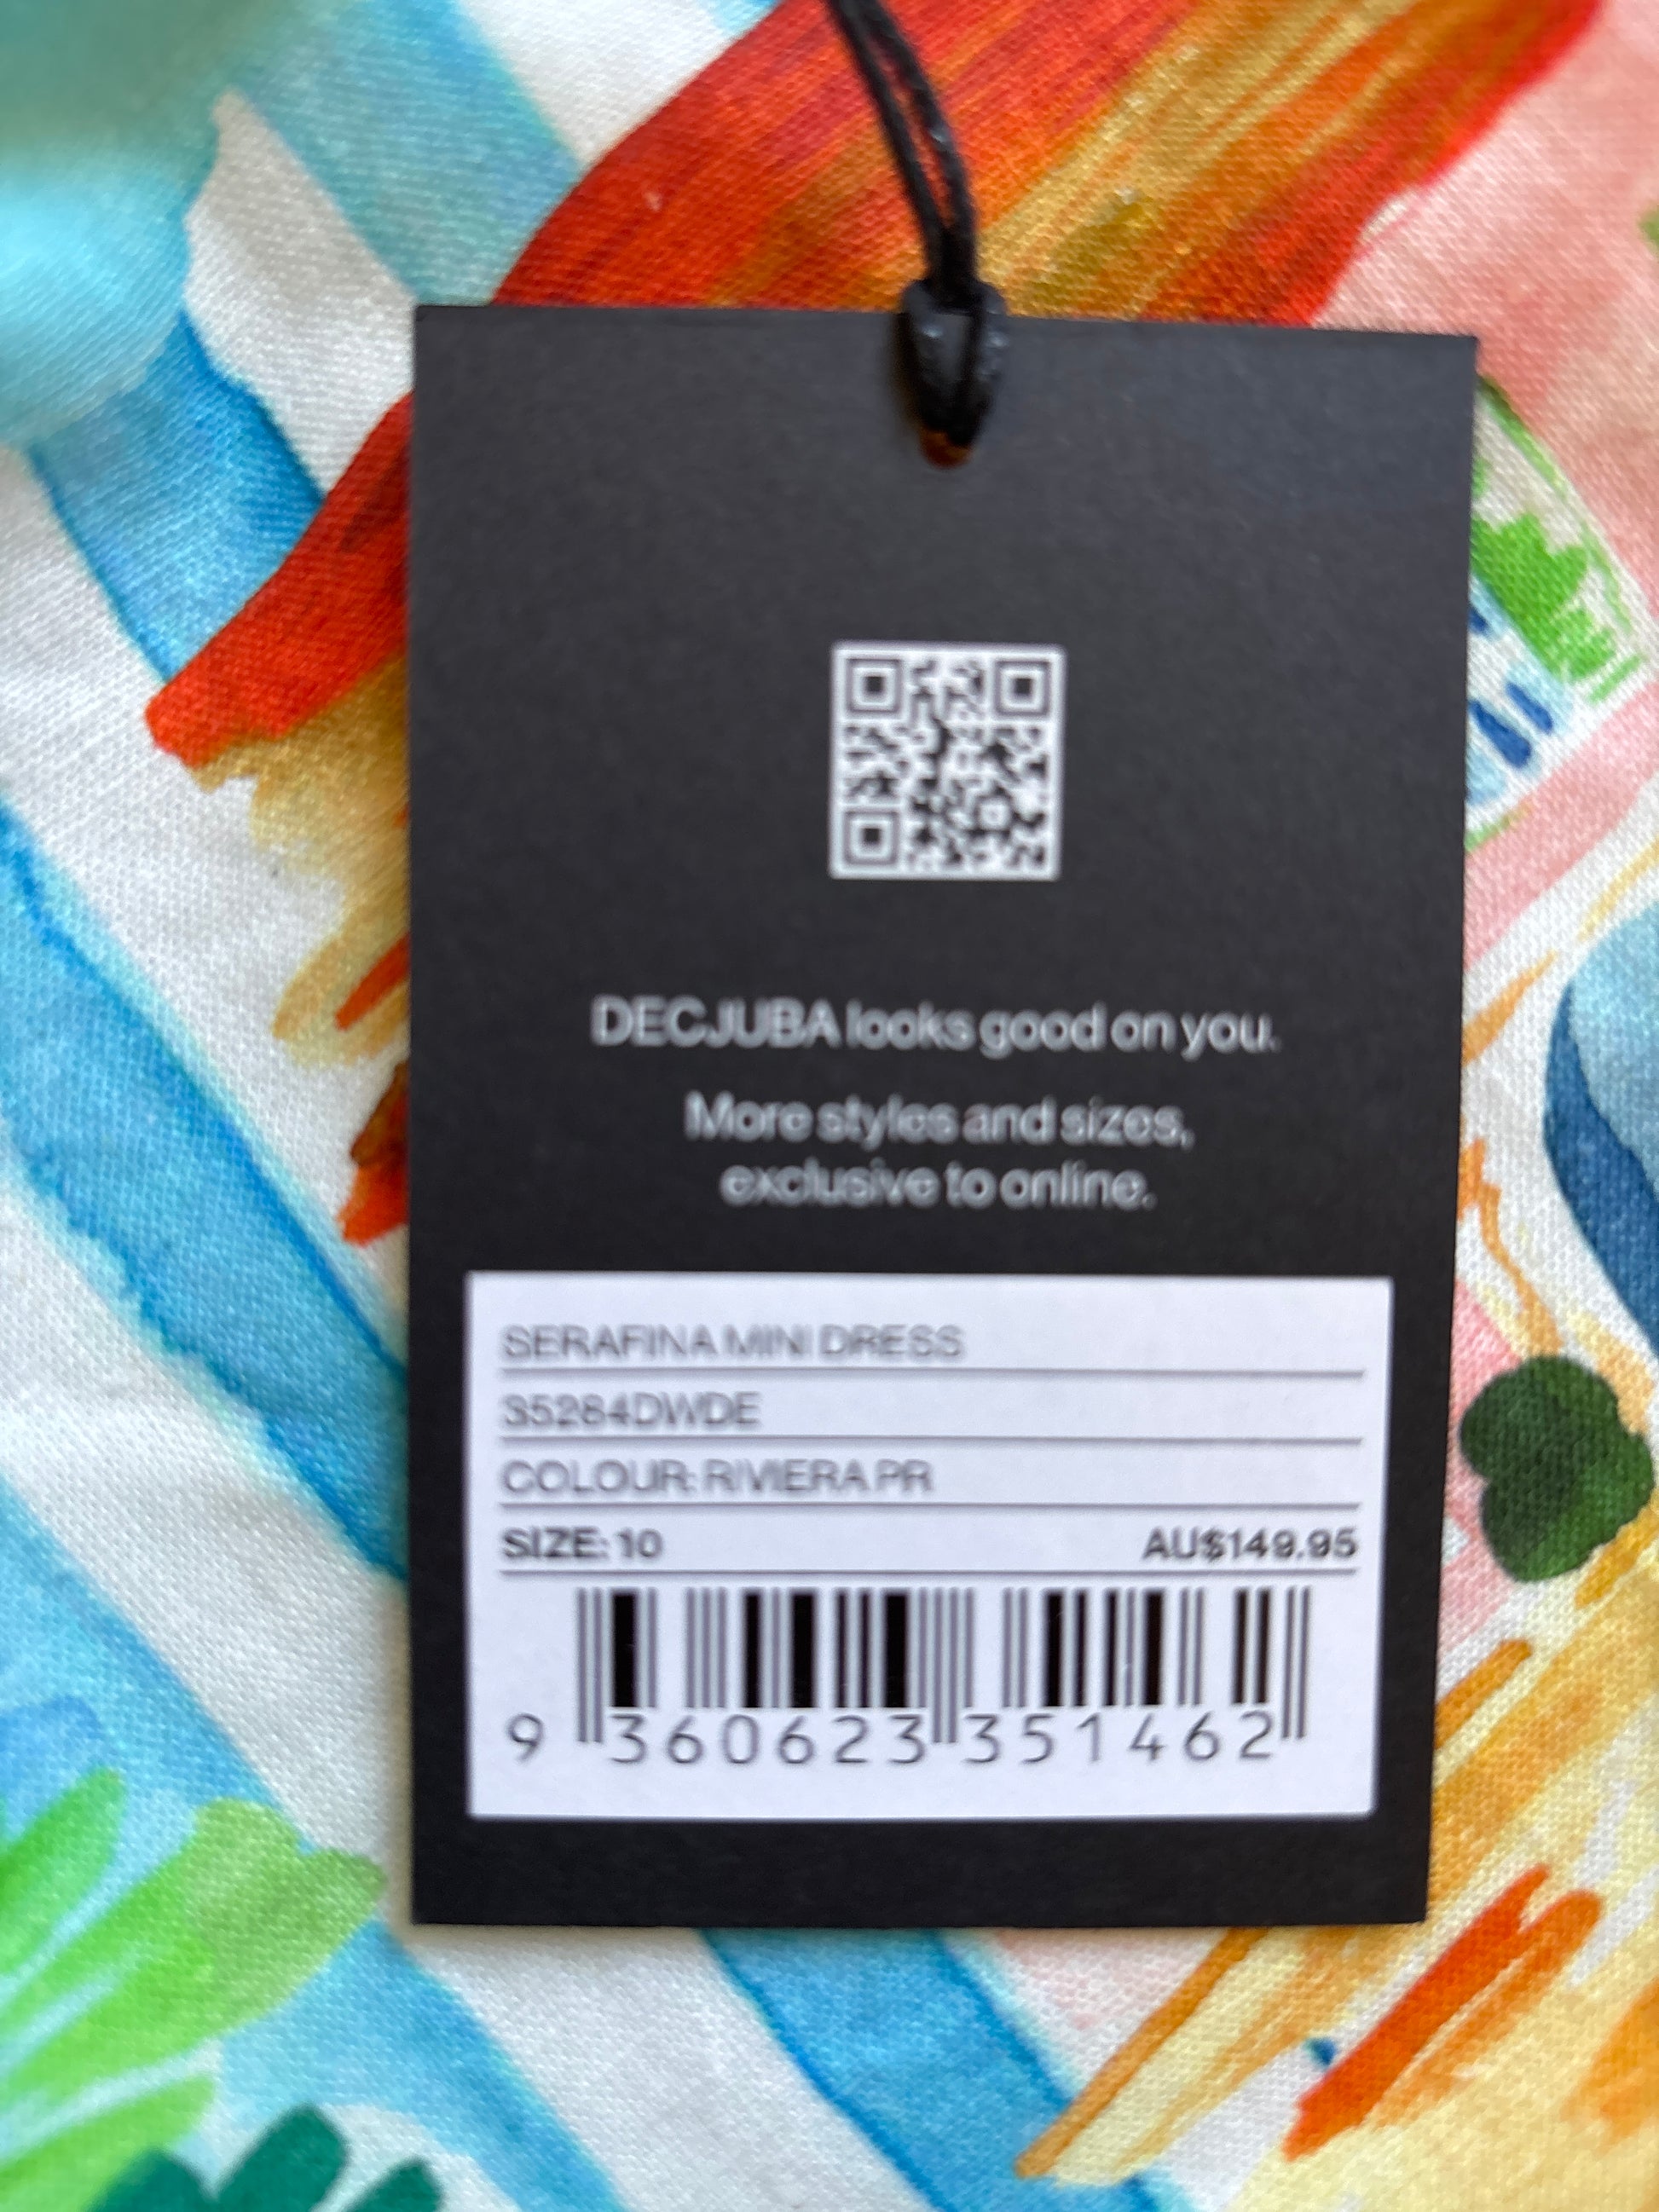 DECJUBA looks good on you.
More styles and sizes,
exclusive to online.
SERAFINA MINI DRESS
S5284DWDE
COLOUR: RIVIERA PR
SIZE: 10 AU$149.95
9 360623 351462